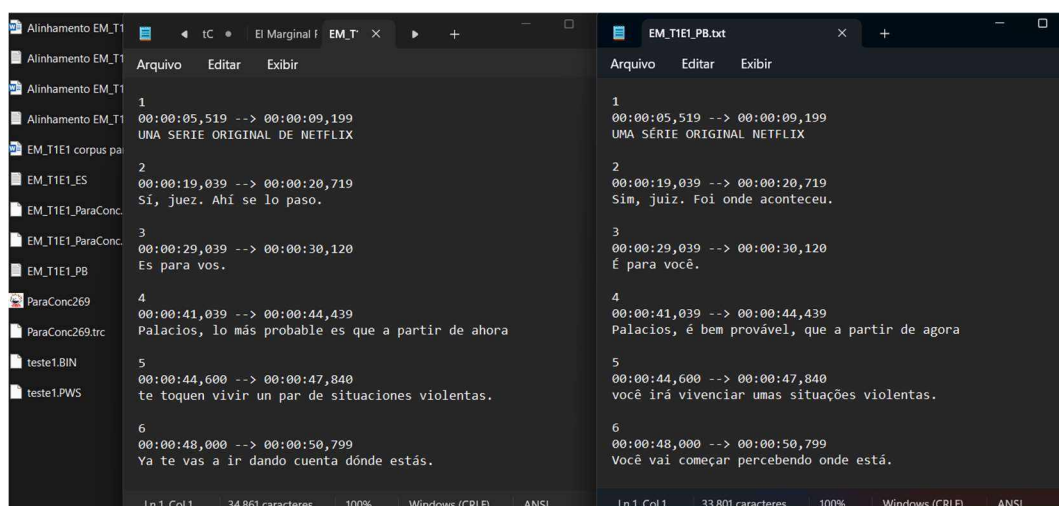 Alinhamento EM_T1
Alinhamento EM_T1
Alinhamento EM_T1
Alinhamento EM_T1
EM_T1E1 corpus pa
EM_T1E1_ES
EM_T1E1_ParaConc.
EM_T1E1_ParaConc.
EM_T1E1_PB
ParaConc269
ParaConc269.trc
teste1.BIN
teste1.PWS
tC El Marginal EM_T
Arquivo Editar Exibir
1
00:00:05,519 --> 00:00:09,199
UNA SERIE ORIGINAL DE NETFLIX
2
00:00:19,039 --> 00:00:20,719
Sí, juez. Ahí se lo paso.
3
00:00:29,039 --> 00:00:30,120
Es para vos.
4
00:00:41,039 --> 00:00:44,439
Palacios, lo más probable es que a partir de ahora
5
00:00:44,600 --> 00:00:47,840
te toquen vivir un par de situaciones violentas.
6
00:00:48,000 --> 00:00:50,799
Ya te vas a ir dando cuenta dónde estás.
Ln 1, Col 1 34.861 caracteres 100% Windows (CRLF) ANSI
EM_T1E1_PB.txt
Arquivo Editar Exibir
1
00:00:05,519 --> 00:00:09,199
UMA SÉRIE ORIGINAL NETFLIX
2
00:00:19,039 --> 00:00:20,719
Sim, juiz. Foi onde aconteceu.
3
00:00:29,039 --> 00:00:30,120
É para você.
4
00:00:41,039 --> 00:00:44,439
Palacios, é bem provável, que a partir de agora
5
00:00:44,600 --> 00:00:47,840
você irá vivenciar umas situações violentas.
6
00:00:48,000 --> 00:00:50,799
Você vai começar percebendo onde está.
Ln 1, Col 1 33.801 caracteres 100% Windows (CRLF) ANSI